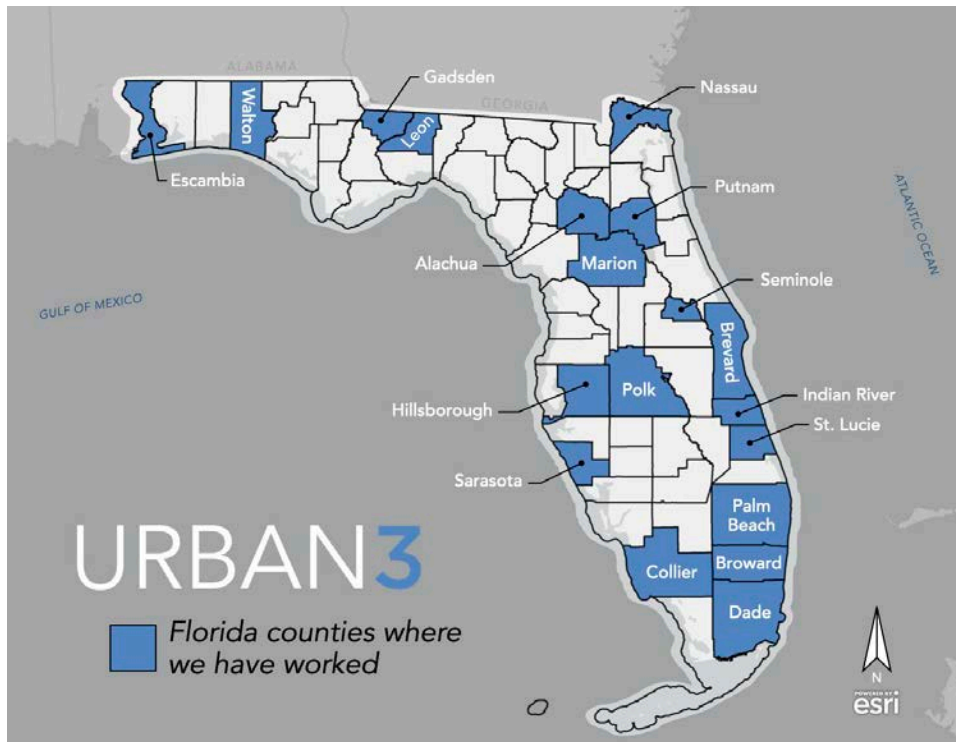 ALABAMA
Gadsden
GEORGIA
Nassau
Walton
Leon
Escambia
Putnam
ATLANTIC OCEAN
Alachua
Marion
Seminole
GULF OF MEXICO
Brevard
Polk
Indian River
Hillsborough
St. Lucie
Sarasota
Palm
Beach
URBAN3
Collier
Broward
Dade
Florida counties where
we have worked
N
POWERED BY
esri